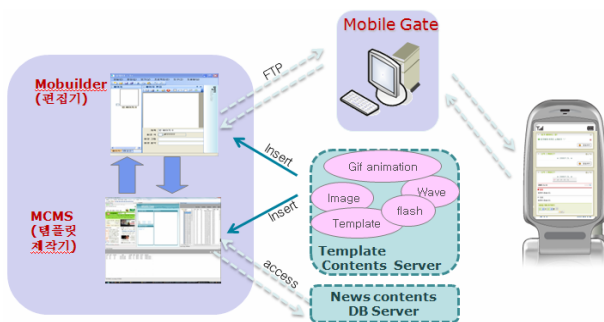 Mobile Gate
Mobuilder
(편집기)
FTP
Insert
Gif animation
Wave
Image
flash
Template
Insert
MCMS
(템플릿
제작기)
Template
Contents Server
access
News contents
DB Server